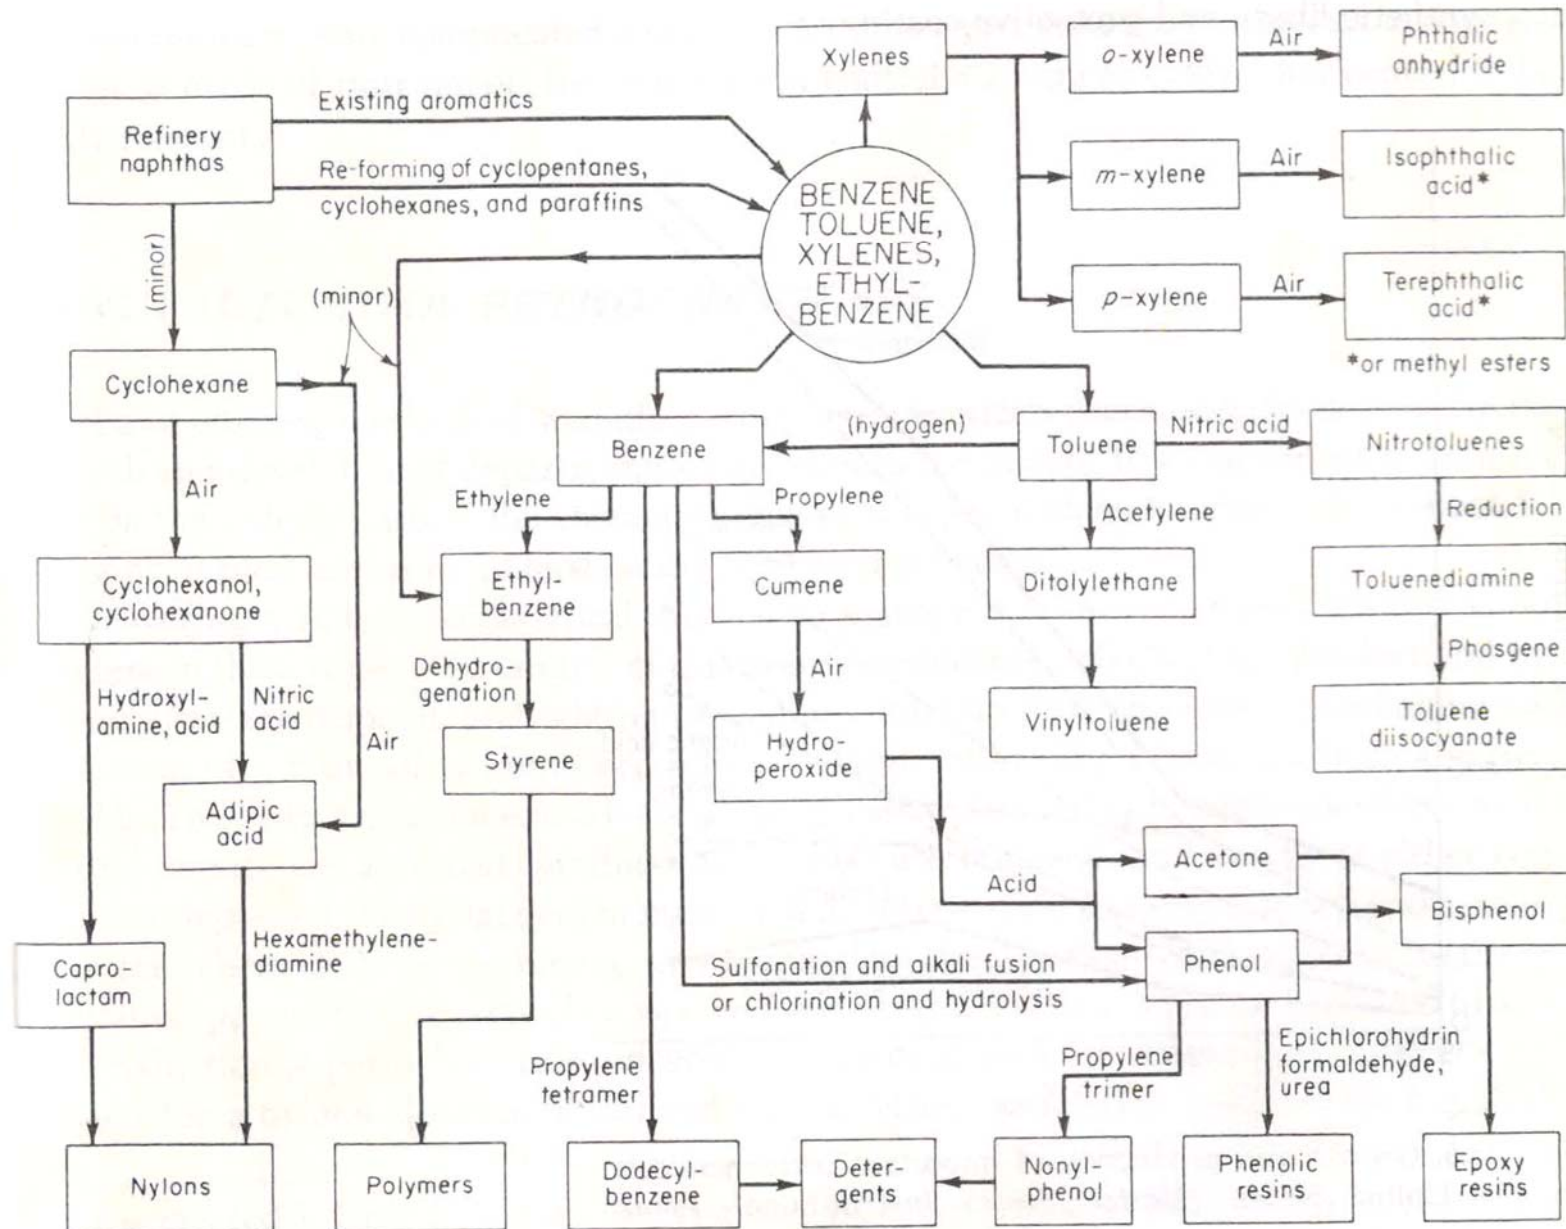 Xylenes
o-xylene
Air
Phthalic
anhydride
Existing aromatics
Refinery
naphthas
Re-forming of cyclopentanes,
cyclohexanes, and paraffins
m-xylene
Air
Isophthalic
acid*
BENZENE
TOLUENE,
XYLENES,
ETHYL-
BENZENE
(minor)
(minor)
p-xylene
Air
Terephthalic
acid*
*or methyl esters
Cyclohexane
Benzene
(hydrogen)
Toluene
Nitric acid
Nitrotoluenes
Air
Ethylene
Propylene
Acetylene
Reduction
Cyclohexanol,
cyclohexanone
Ethyl-
benzene
Cumene
Ditolylethane
Toluenediamine
Hydroxyl-
amine, acid
Nitric
acid
Air
Dehydro-
genation
Air
Phosgene
Styrene
Hydro-
peroxide
Vinyltoluene
Toluene
diisocyanate
Adipic
acid
Acid
Acetone
Bisphenol
Capro-
lactam
Hexamethylene-
diamine
Sulfonation and alkali fusion
or chlorination and hydrolysis
Phenol
Propylene
tetramer
Propylene
trimer
Epichlorohydrin
formaldehyde,
urea
Nylons
Polymers
Dodecyl-
benzene
Deter-
gents
Nonyl-
phenol
Phenolic
resins
Epoxy
resins